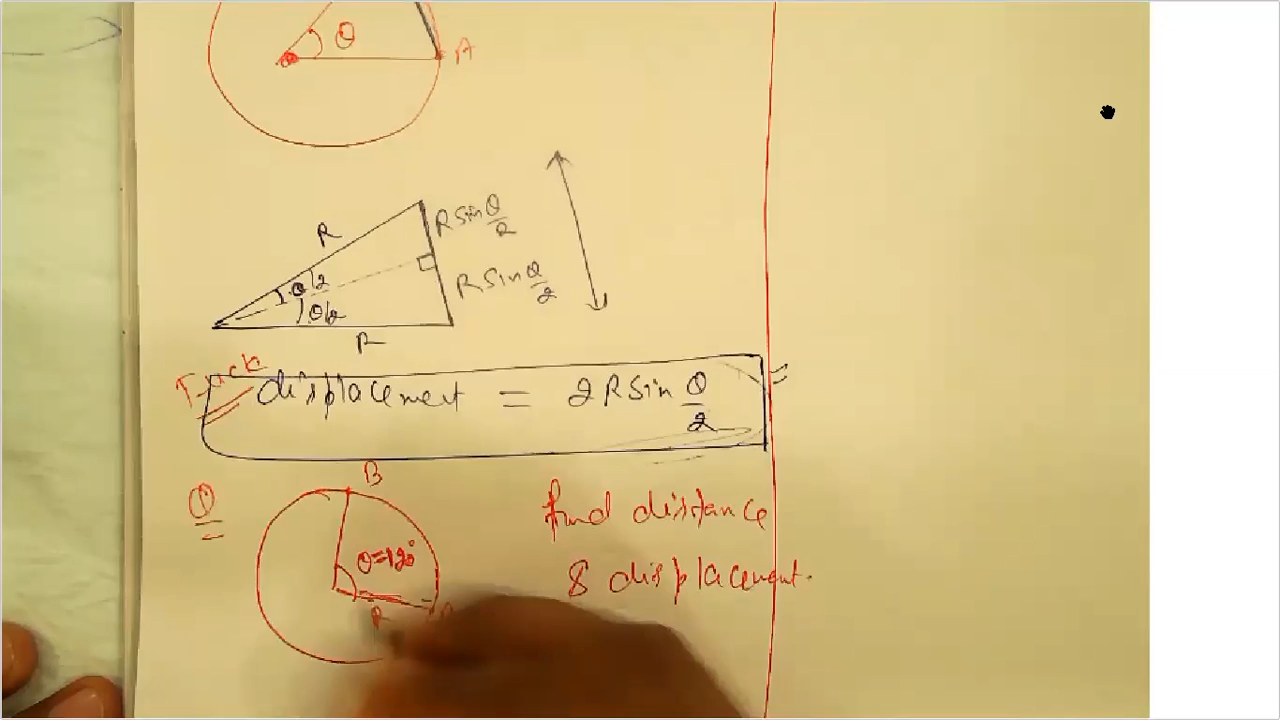 θ A
R R sin θ/2
θ/2 R sin θ/2
θ/2
R
Trick displacement = 2R sin θ/2
Q B find distance
θ=120° & displacement.
R